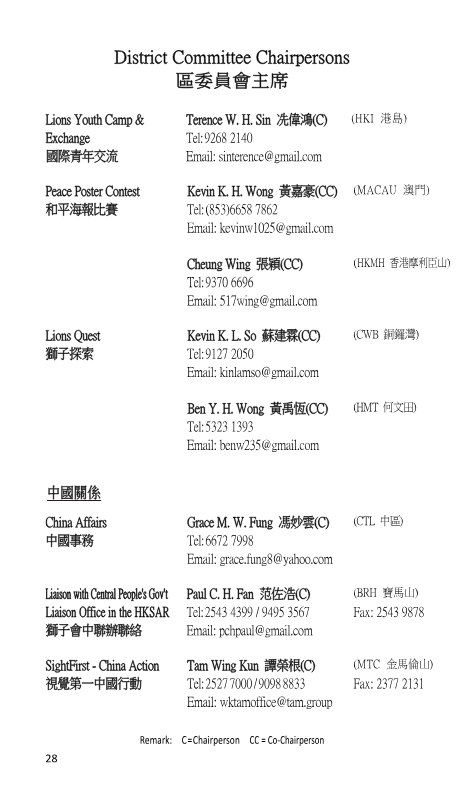 District Committee Chairpersons
區委員會主席
Lions Youth Camp & Terence W. H. Sin 冼偉鴻(C) (HKI 港島)
Exchange Tel: 9268 2140
國際青年交流 Email: sinterence@gmail.com
Peace Poster Contest Kevin K. H. Wong 黃嘉豪(CC) (MACAU 澳門)
和平海報比賽 Tel: (853)6658 7862
Email: kevinw1025@gmail.com
Cheung Wing 張穎(CC) (HKMH 香港摩利臣山)
Tel: 9370 6696
Email: 517wing@gmail.com
Lions Quest Kevin K. L. So 蘇建霖(CC) (CWB 銅鑼灣)
獅子探索 Tel: 9127 2050
Email: kinlamso@gmail.com
Ben Y. H. Wong 黃禹恆(CC) (HMT 何文田)
Tel: 5323 1393
Email: benw235@gmail.com
中國關係
China Affairs Grace M. W. Fung 馮妙雲(C) (CTL 中區)
中國事務 Tel: 6672 7998
Email: grace.fung8@yahoo.com
Liaison with Central People's Gov't Paul C. H. Fan 范佐浩(C) (BRH 寶馬山)
Liaison Office in the HKSAR Tel: 2543 4399 / 9495 3567 Fax: 2543 9878
獅子會中聯辦聯絡 Email: pchpaul@gmail.com
SightFirst - China Action Tam Wing Kun 譚榮根(C) (MTC 金馬倫山)
視覺第一中國行動 Tel: 2527 7000 / 9098 8833 Fax: 2377 2131
Email: wktamoffice@tam.group
Remark: C = Chairperson CC = Co-Chairperson
28